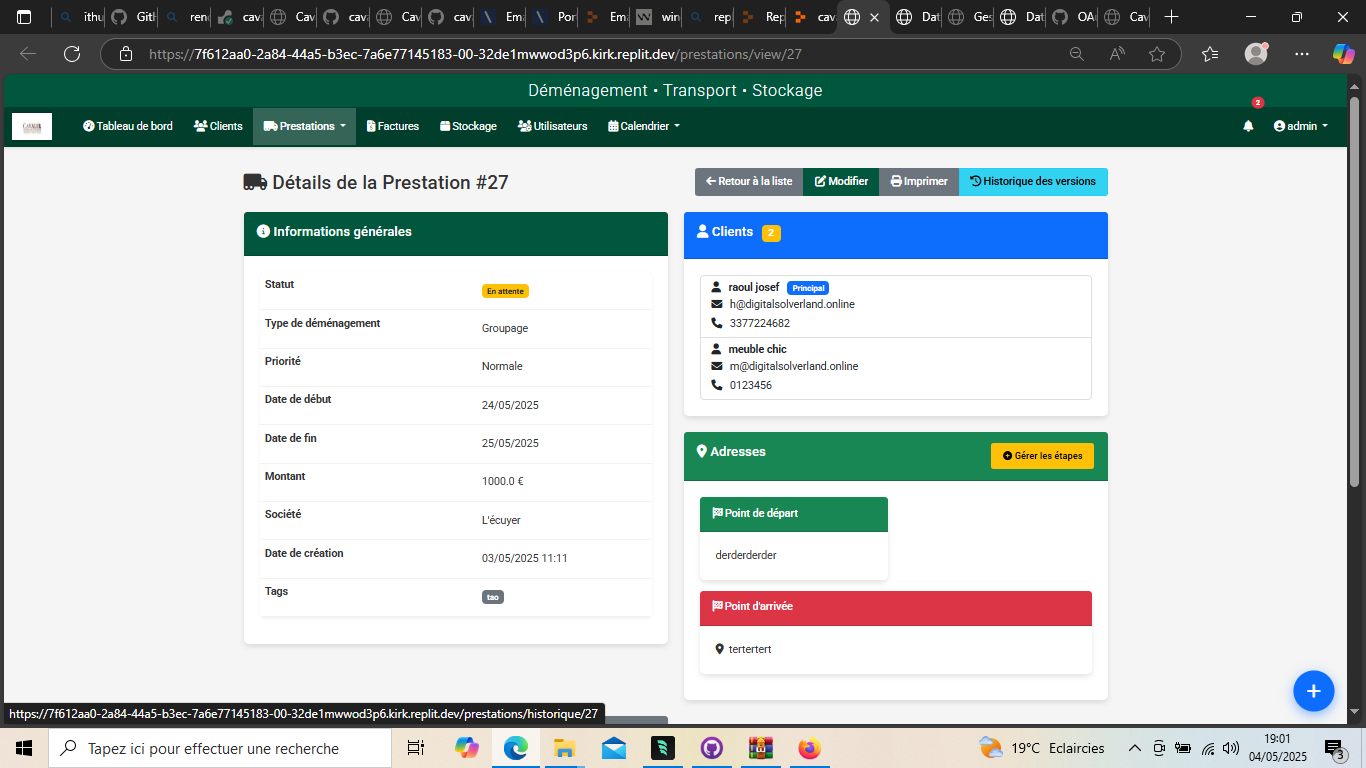 ithu
Gitl
ren
cava
Cav
cav
Cav
cav
Ema
Por
Ema
win
rep
Rep
cav
Dat
Ges
Dat
OA
Cav
https://7f612aa0-2a84-44a5-b3ec-7a6e77145183-00-32de1mwwod3p6.kirk.replit.dev/prestations/view/27
Déménagement • Transport • Stockage
CAVALIER
Tableau de bord
Clients
Prestations
Factures
Stockage
Utilisateurs
Calendrier
2
admin
Détails de la Prestation #27
Retour à la liste
Modifier
Imprimer
Historique des versions
Informations générales
Statut
En attente
Type de déménagement
Groupage
Priorité
Normale
Date de début
24/05/2025
Date de fin
25/05/2025
Montant
1000.0 €
Société
L'écuyer
Date de création
03/05/2025 11:11
Tags
tao
Clients 2
raoul josef Principal
h@digitalsolverland.online
3377224682
meuble chic
m@digitalsolverland.online
0123456
Adresses
Gérer les étapes
Point de départ
derderderder
Point d'arrivée
tertertert
+
https://7f612aa0-2a84-44a5-b3ec-7a6e77145183-00-32de1mwwod3p6.kirk.replit.dev/prestations/historique/27
Tapez ici pour effectuer une recherche
19°C Eclaircies
19:01
04/05/2025
3